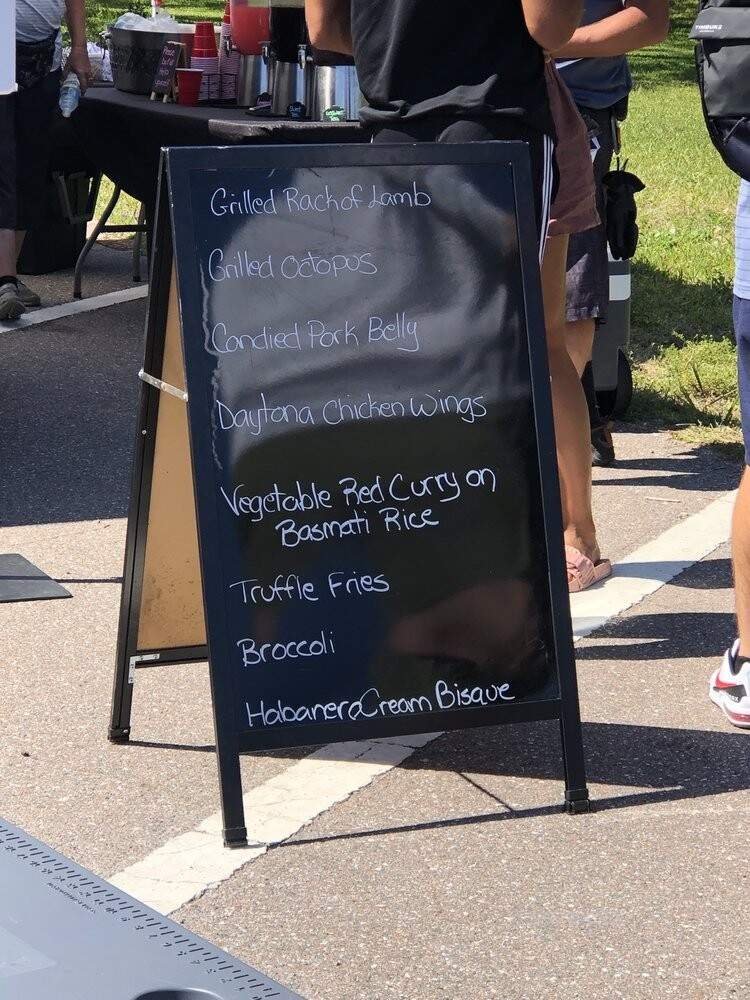 TIMBUK2
Grilled Rack of Lamb
Grilled Octopus
Candied Pork Belly
Daytona Chicken Wings
Vegetable Red Curry on
Basmati Rice
Truffle Fries
Broccoli
Habanero Cream Bisque